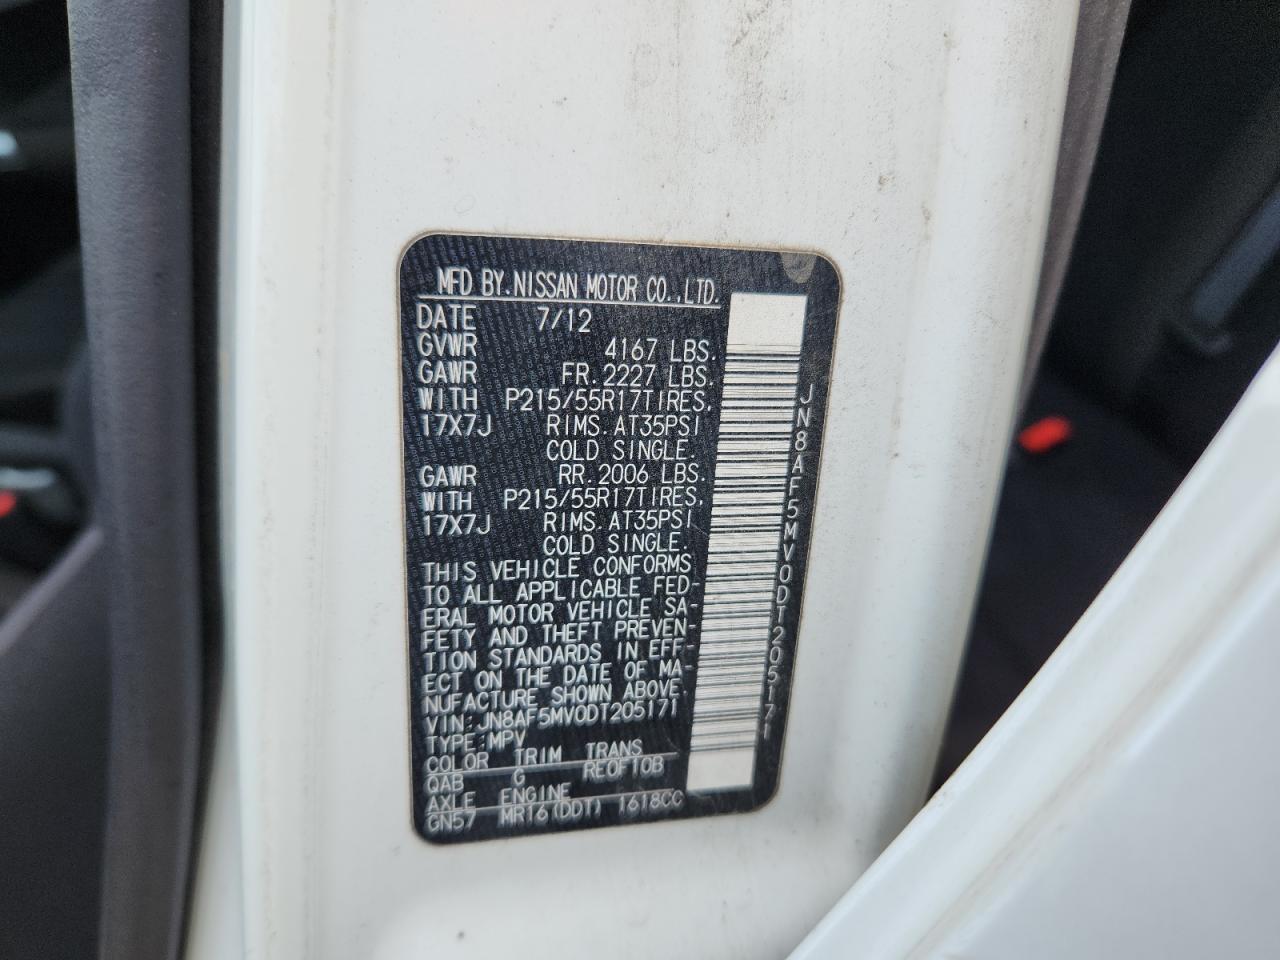 MFD BY.NISSAN MOTOR CO.,LTD.
DATE 7/12
GVWR 4167 LBS.
GAWR FR. 2227 LBS.
WITH P215/55R17TIRES,
17X7J RIMS. AT35PSI
COLD SINGLE.
GAWR RR. 2006 LBS.
WITH P215/55R17TIRES,
17X7J RIMS. AT35PSI
COLD SINGLE.
THIS VEHICLE CONFORMS
TO ALL APPLICABLE FED-
ERAL MOTOR VEHICLE SA-
FETY AND THEFT PREVEN-
TION STANDARDS IN EFF-
ECT ON THE DATE OF MA-
NUFACTURE SHOWN ABOVE.
VIN:JN8AF5MV0DT205171
TYPE:MPV
COLOR TRIM TRANS
QAB G RE0F10B
AXLE ENGINE
GN57 MR16(DDT) 1618CC
JN8AF5MV0DT205171